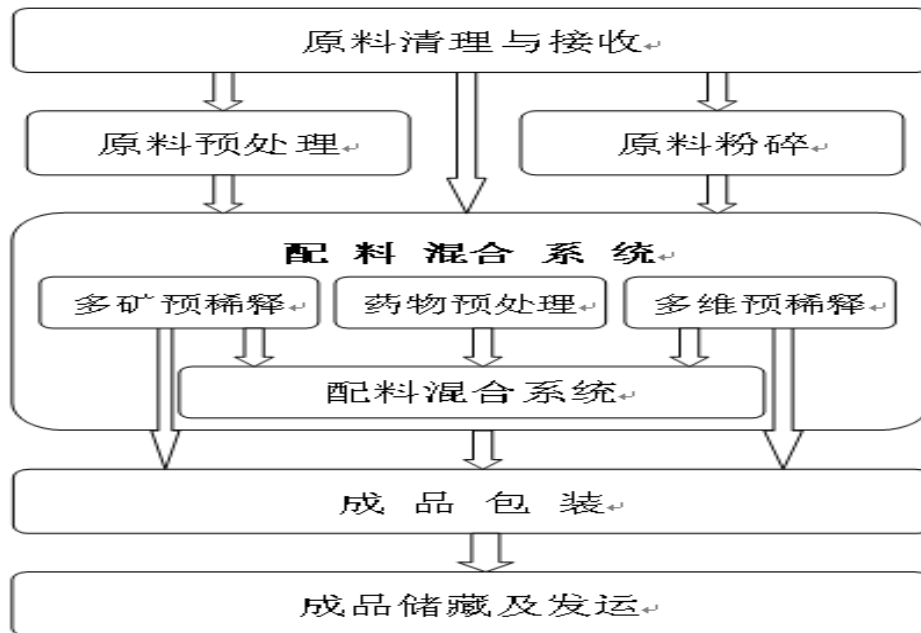 原料清理与接收
原料预处理
原料粉碎
配 料 混合 系 统
多矿预稀释
药物预处理
多维预稀释
配料混合系统
成 品 包 装
成品储藏及发运